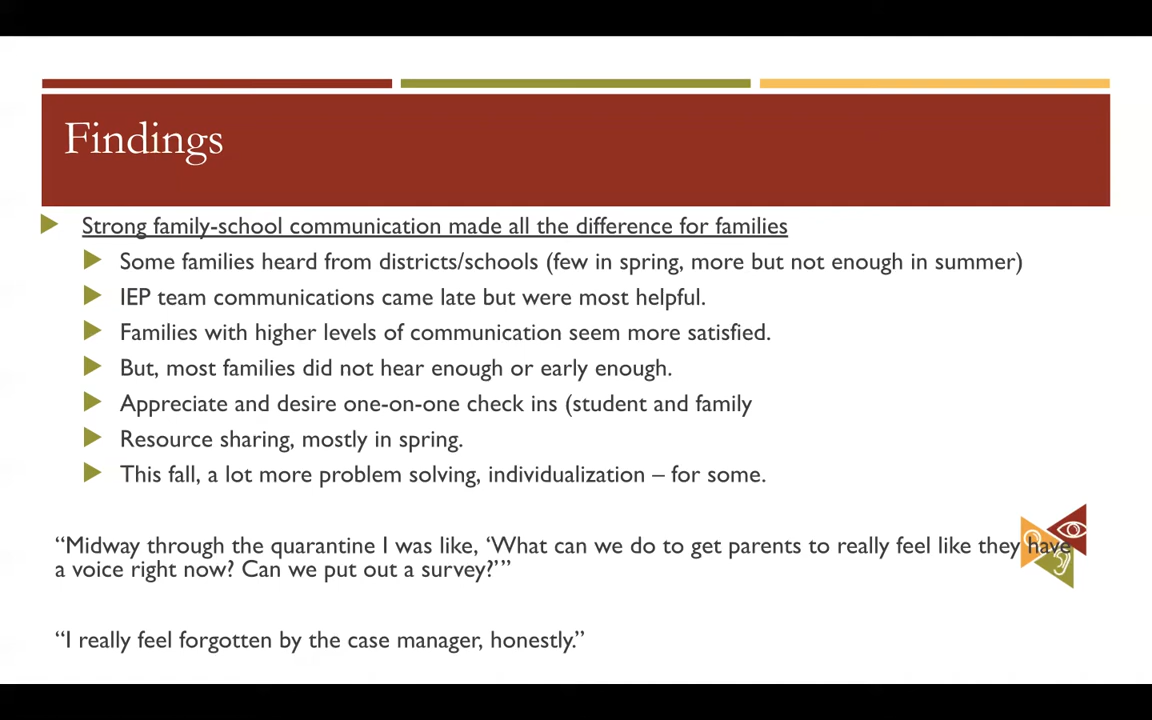 Findings
Strong family-school communication made all the difference for families
Some families heard from districts/schools (few in spring, more but not enough in summer)
IEP team communications came late but were most helpful.
Families with higher levels of communication seem more satisfied.
But, most families did not hear enough or early enough.
Appreciate and desire one-on-one check ins (student and family
Resource sharing, mostly in spring.
This fall, a lot more problem solving, individualization – for some.
“Midway through the quarantine I was like, ‘What can we do to get parents to really feel like they have
a voice right now? Can we put out a survey?’”
“I really feel forgotten by the case manager, honestly.”